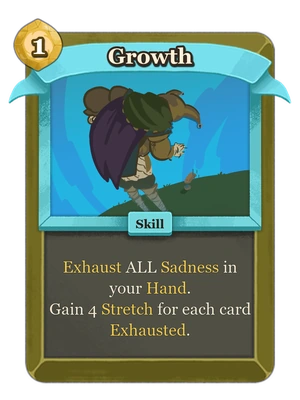 1
Growth
Skill
Exhaust ALL Sadness in
your Hand.
Gain 4 Stretch for each card
Exhausted.